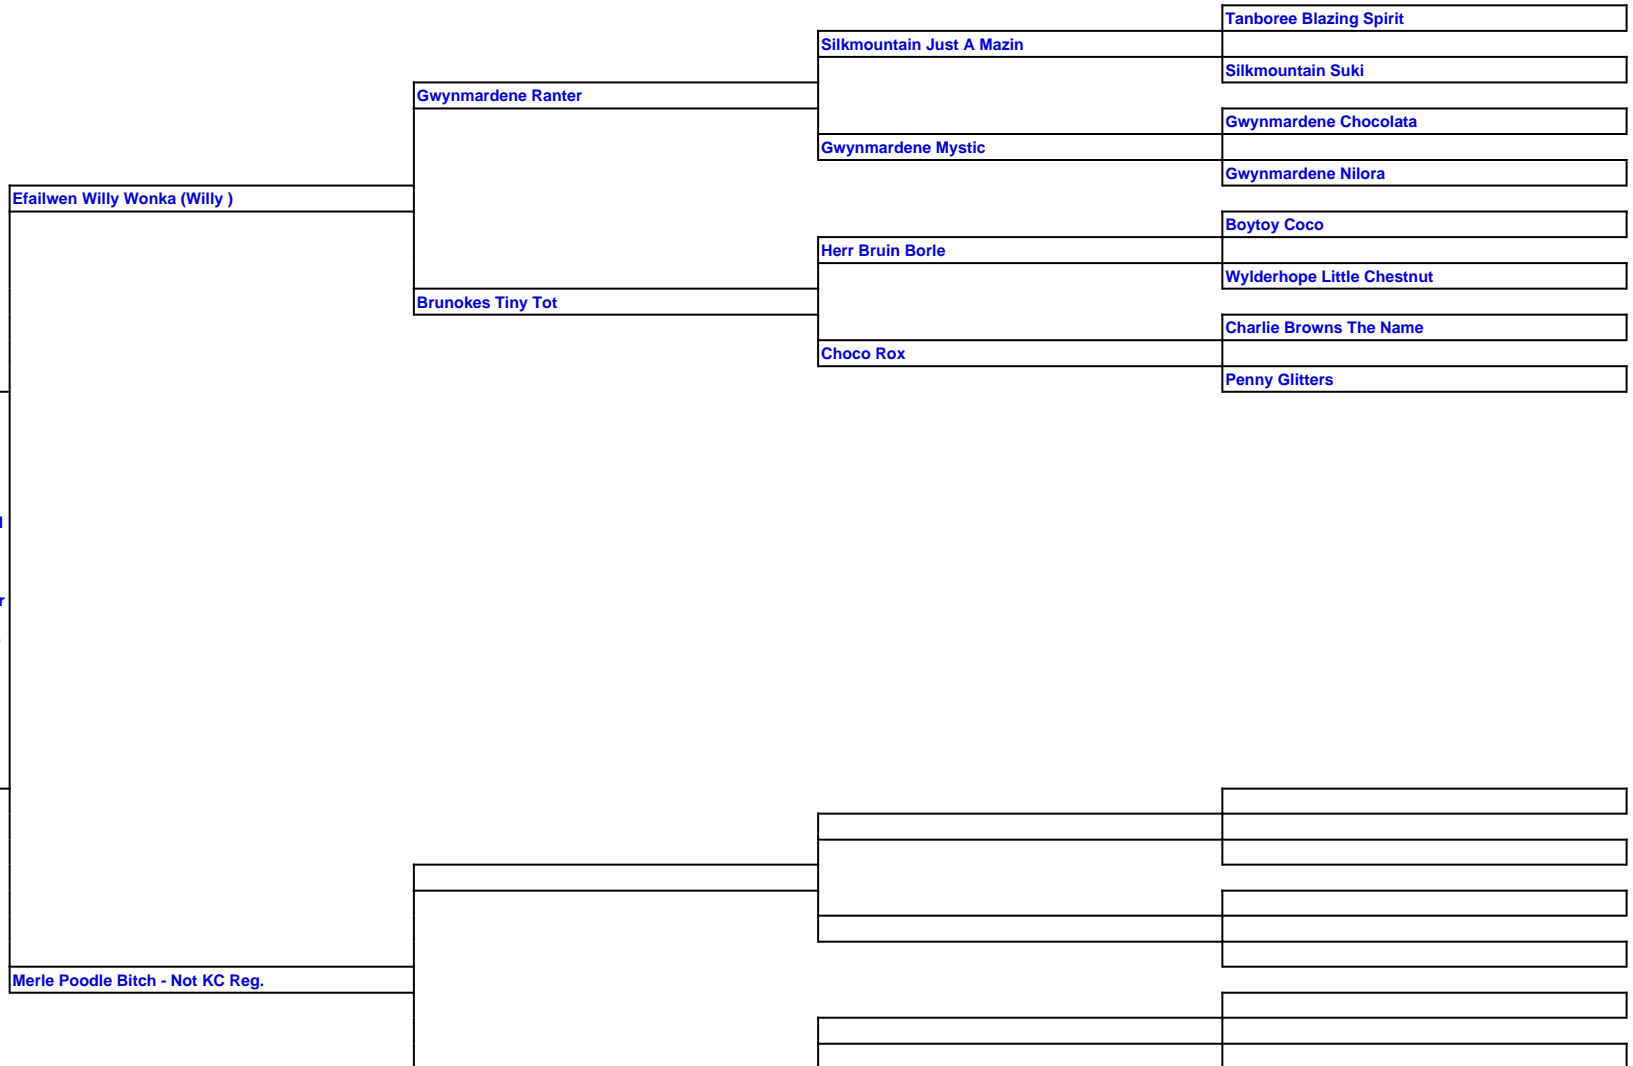 Tanboree Blazing Spirit
Silkmountain Just A Mazin
Silkmountain Suki
Gwynmardene Ranter
Gwynmardene Chocolata
Gwynmardene Mystic
Gwynmardene Nilora
Efailwen Willy Wonka (Willy )
Boytoy Coco
Herr Bruin Borle
Wylderhope Little Chestnut
Brunokes Tiny Tot
Charlie Browns The Name
Choco Rox
Penny Glitters
Merle Poodle Bitch - Not KC Reg.